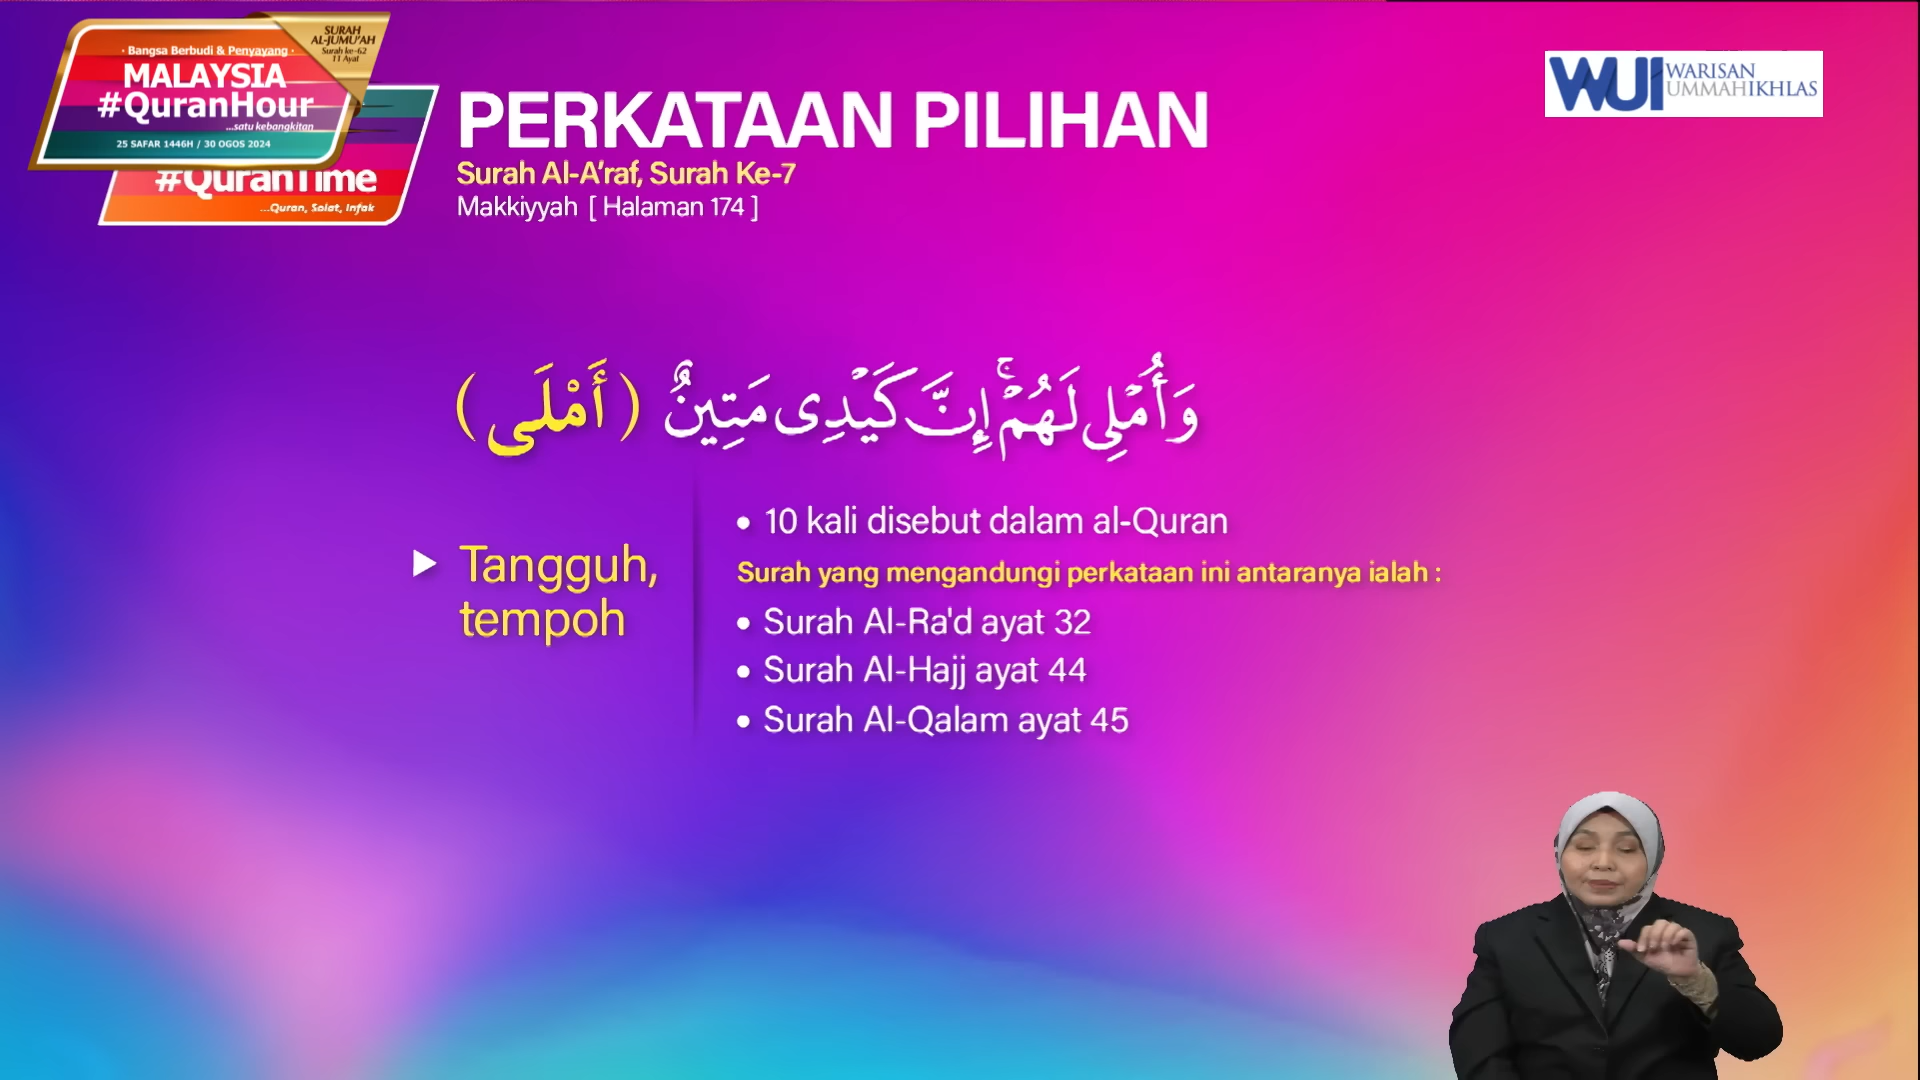 SURAH
AL-JUMU'AH
Surah ke-62
11 Ayat
· Bangsa Berbudi & Penyayang ·
MALAYSIA
#QuranHour
...satu kebangkitan
25 SAFAR 1446H / 30 OGOS 2024
#QuranTime
...Quran, Solat, Infak
WUI WARISAN
UMMAHIKHLAS
PERKATAAN PILIHAN
Surah Al-A'raf, Surah Ke-7
Makkiyyah [ Halaman 174 ]
وَأُمْلِى لَهُمْ ۚ إِنَّ كَيْدِى مَتِينٌ ( أَمْلَى )
Tangguh,
tempoh
• 10 kali disebut dalam al-Quran
Surah yang mengandungi perkataan ini antaranya ialah :
• Surah Al-Ra'd ayat 32
• Surah Al-Hajj ayat 44
• Surah Al-Qalam ayat 45